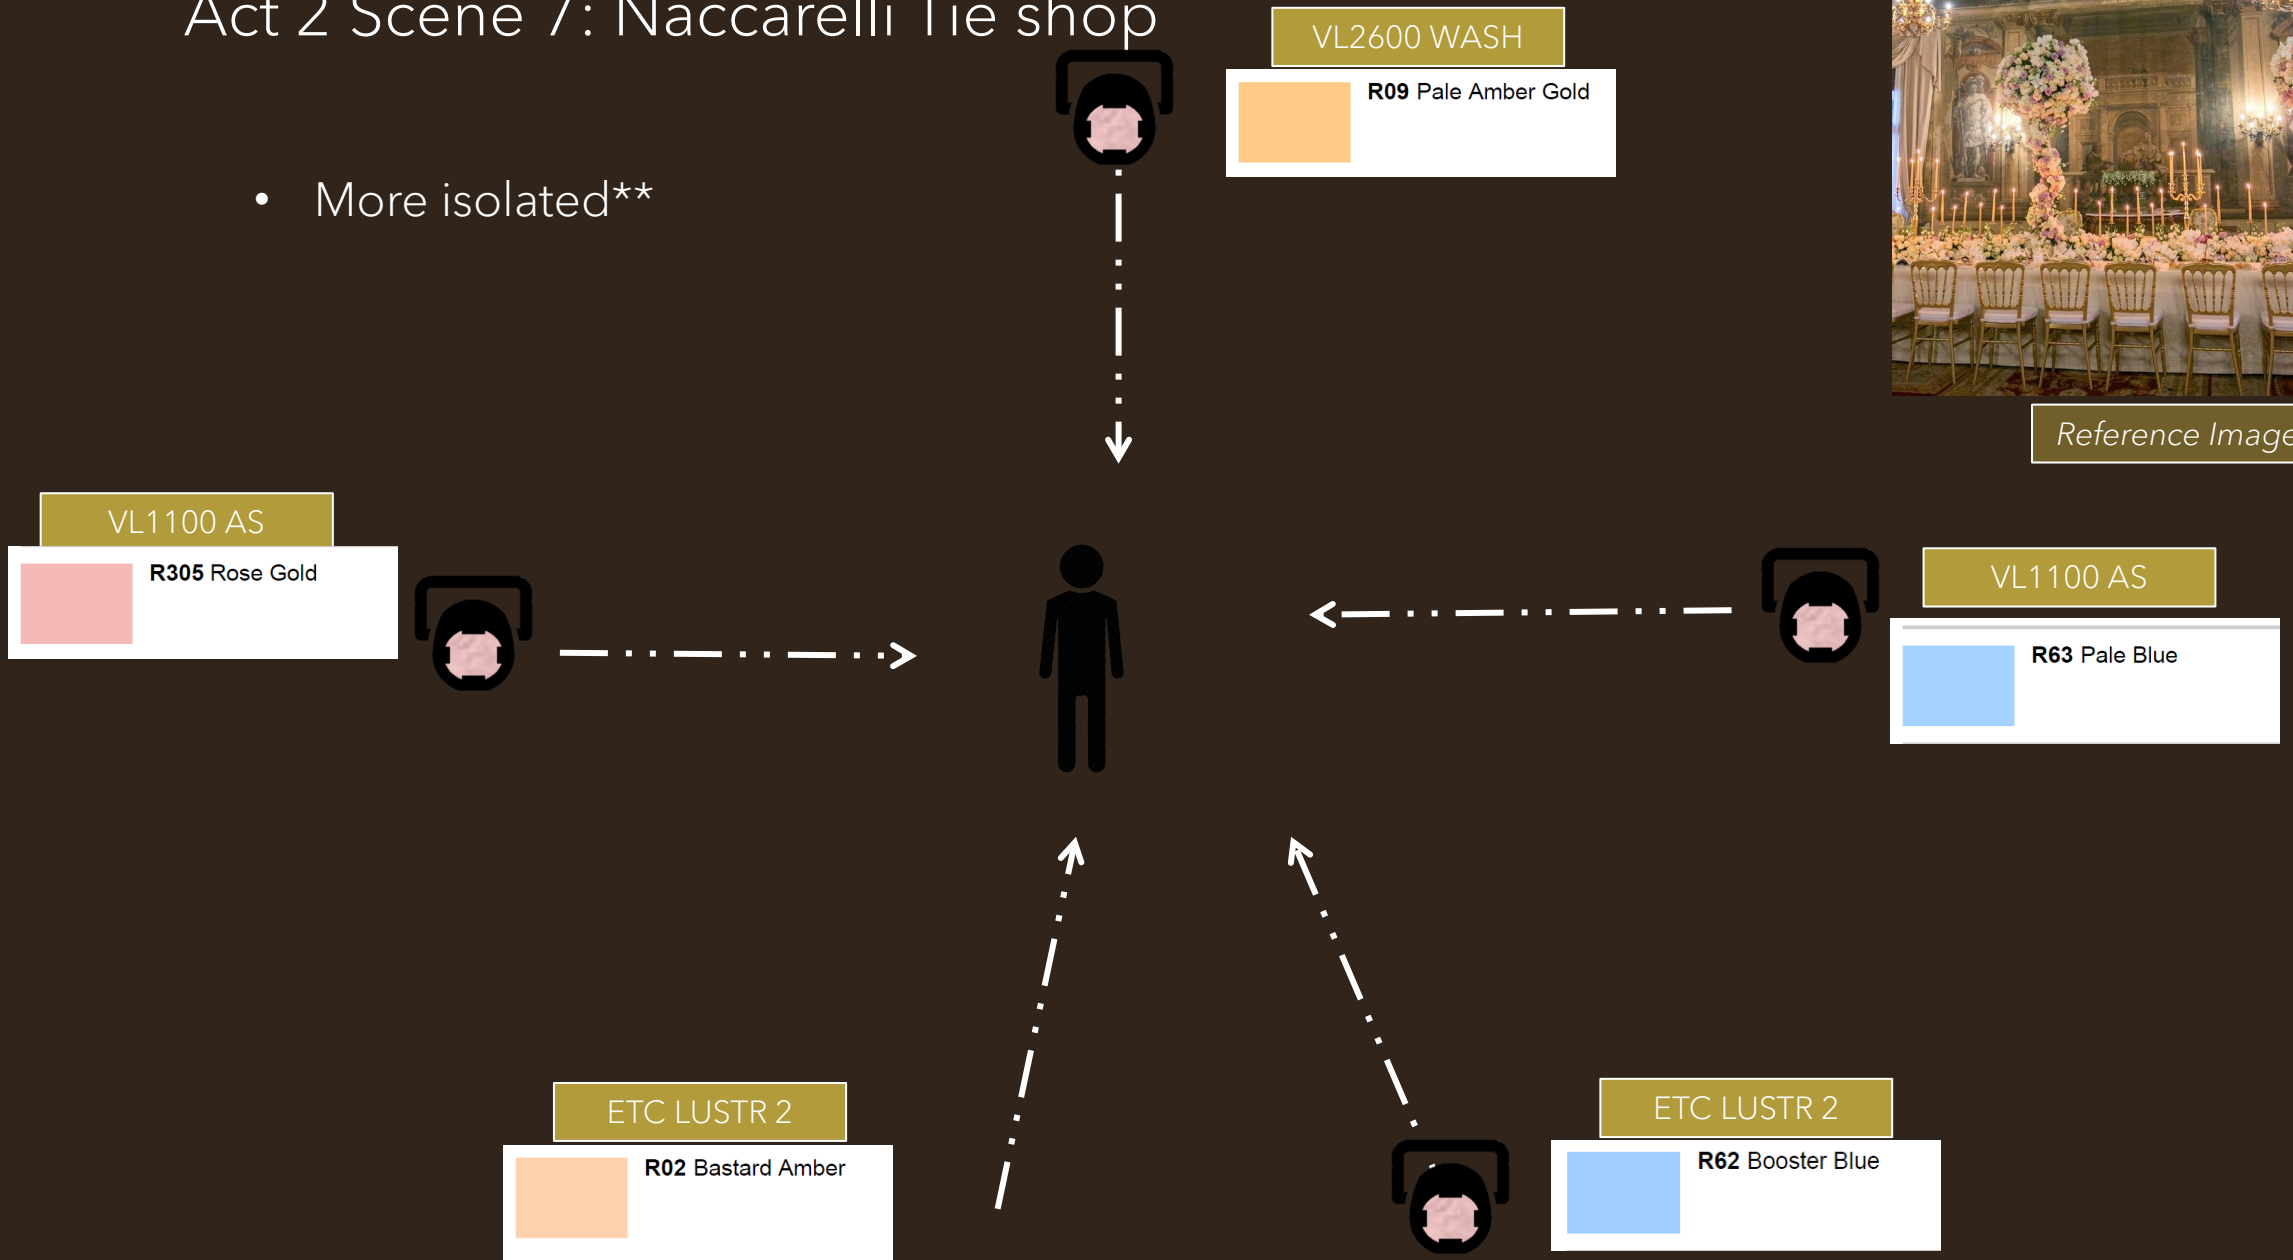 Act 2 Scene 7: Naccarelli Tie shop
VL2600 WASH
R09 Pale Amber Gold
• More isolated**
Reference Image
VL1100 AS
R305 Rose Gold
VL1100 AS
R63 Pale Blue
ETC LUSTR 2
R02 Bastard Amber
ETC LUSTR 2
R62 Booster Blue